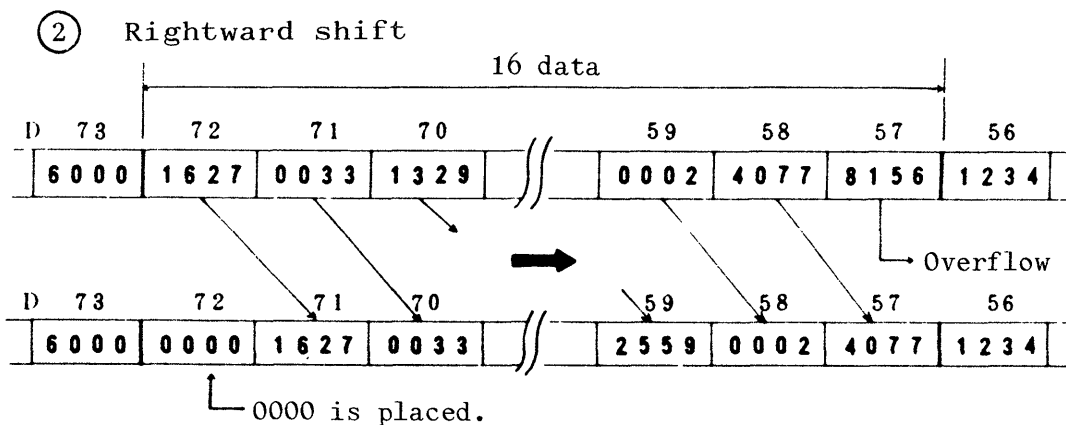 ② Rightward shift
16 data
D 73 72 71 70 59 58 57 56
6000 1627 0033 1329 0002 4077 8156 1234
Overflow
D 73 72 71 70 59 58 57 56
6000 0000 1627 0033 2559 0002 4077 1234
0000 is placed.